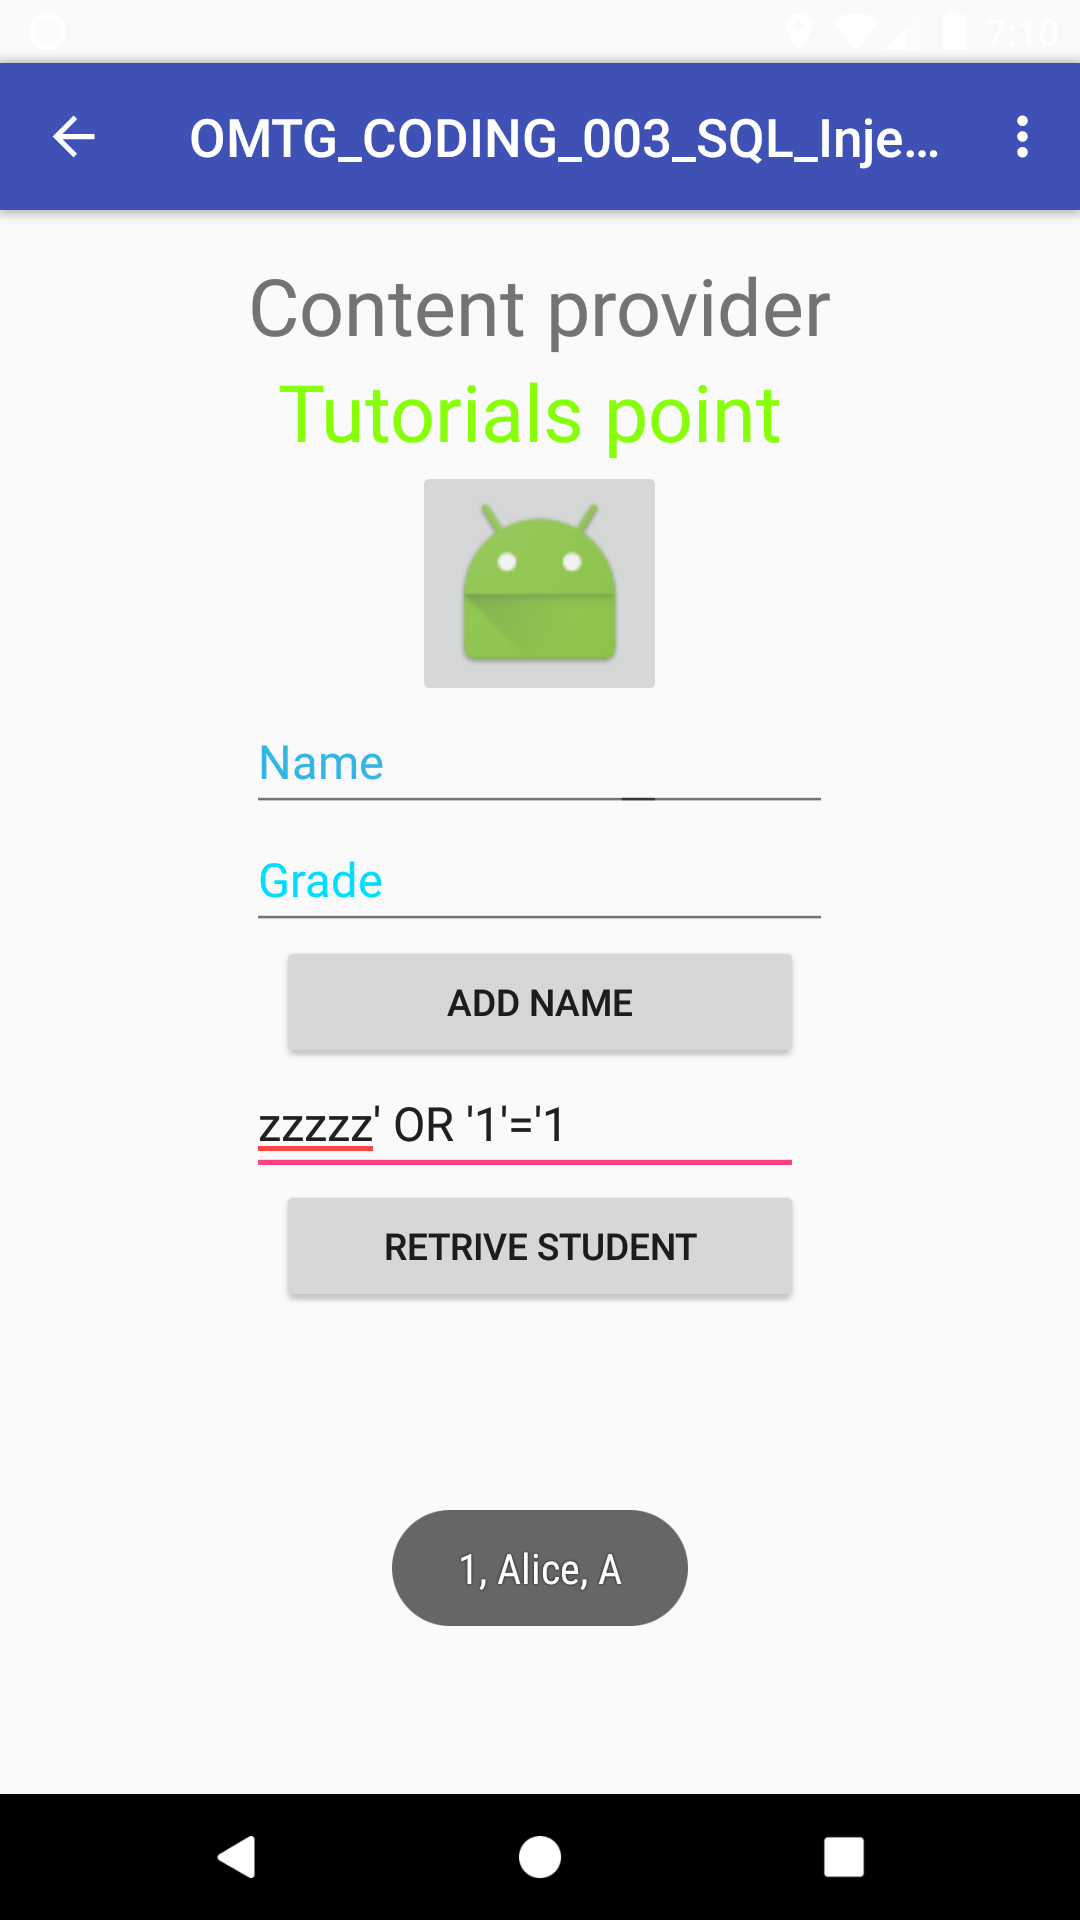 7:10
OMTG_CODING_003_SQL_Inje...
Content provider
Tutorials point
Name
Grade
ADD NAME
zzzzz' OR '1'='1
RETRIVE STUDENT
1, Alice, A